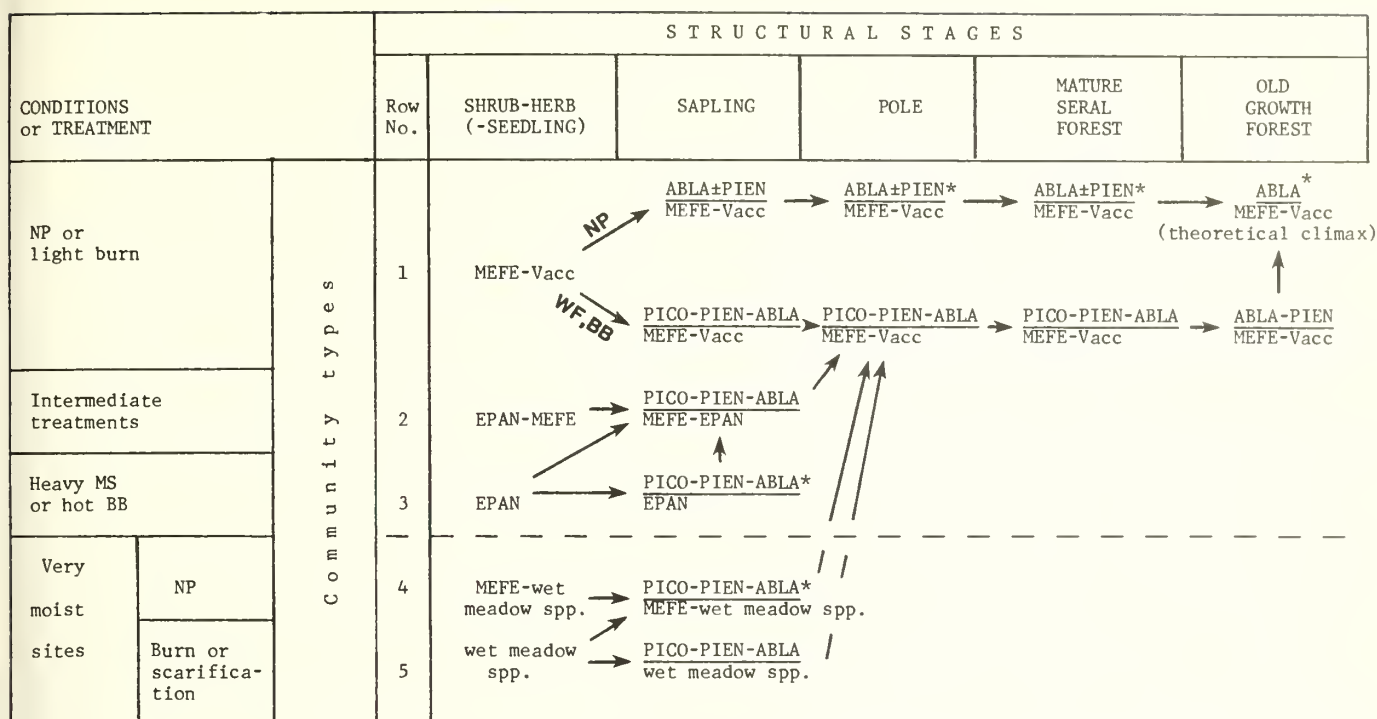 STRUCTURAL STAGES
CONDITIONS
or TREATMENT
Row
No.
SHRUB-HERB
(-SEEDLING)
SAPLING
POLE
MATURE
SERAL
FOREST
OLD
GROWTH
FOREST
Community types
NP or
light burn
1
MEFE-Vacc
NP
ABLA±PIEN
MEFE-Vacc
ABLA±PIEN*
MEFE-Vacc
ABLA±PIEN*
MEFE-Vacc
ABLA*
MEFE-Vacc
(theoretical climax)
WF,BB
PICO-PIEN-ABLA
MEFE-Vacc
PICO-PIEN-ABLA
MEFE-Vacc
PICO-PIEN-ABLA
MEFE-Vacc
ABLA-PIEN
MEFE-Vacc
Intermediate
treatments
2
EPAN-MEFE
PICO-PIEN-ABLA
MEFE-EPAN
Heavy MS
or hot BB
3
EPAN
PICO-PIEN-ABLA*
EPAN
Very
moist
sites
NP
4
MEFE-wet
meadow spp.
PICO-PIEN-ABLA*
MEFE-wet meadow spp.
Burn or
scarifica-
tion
5
wet meadow
spp.
PICO-PIEN-ABLA
wet meadow spp.